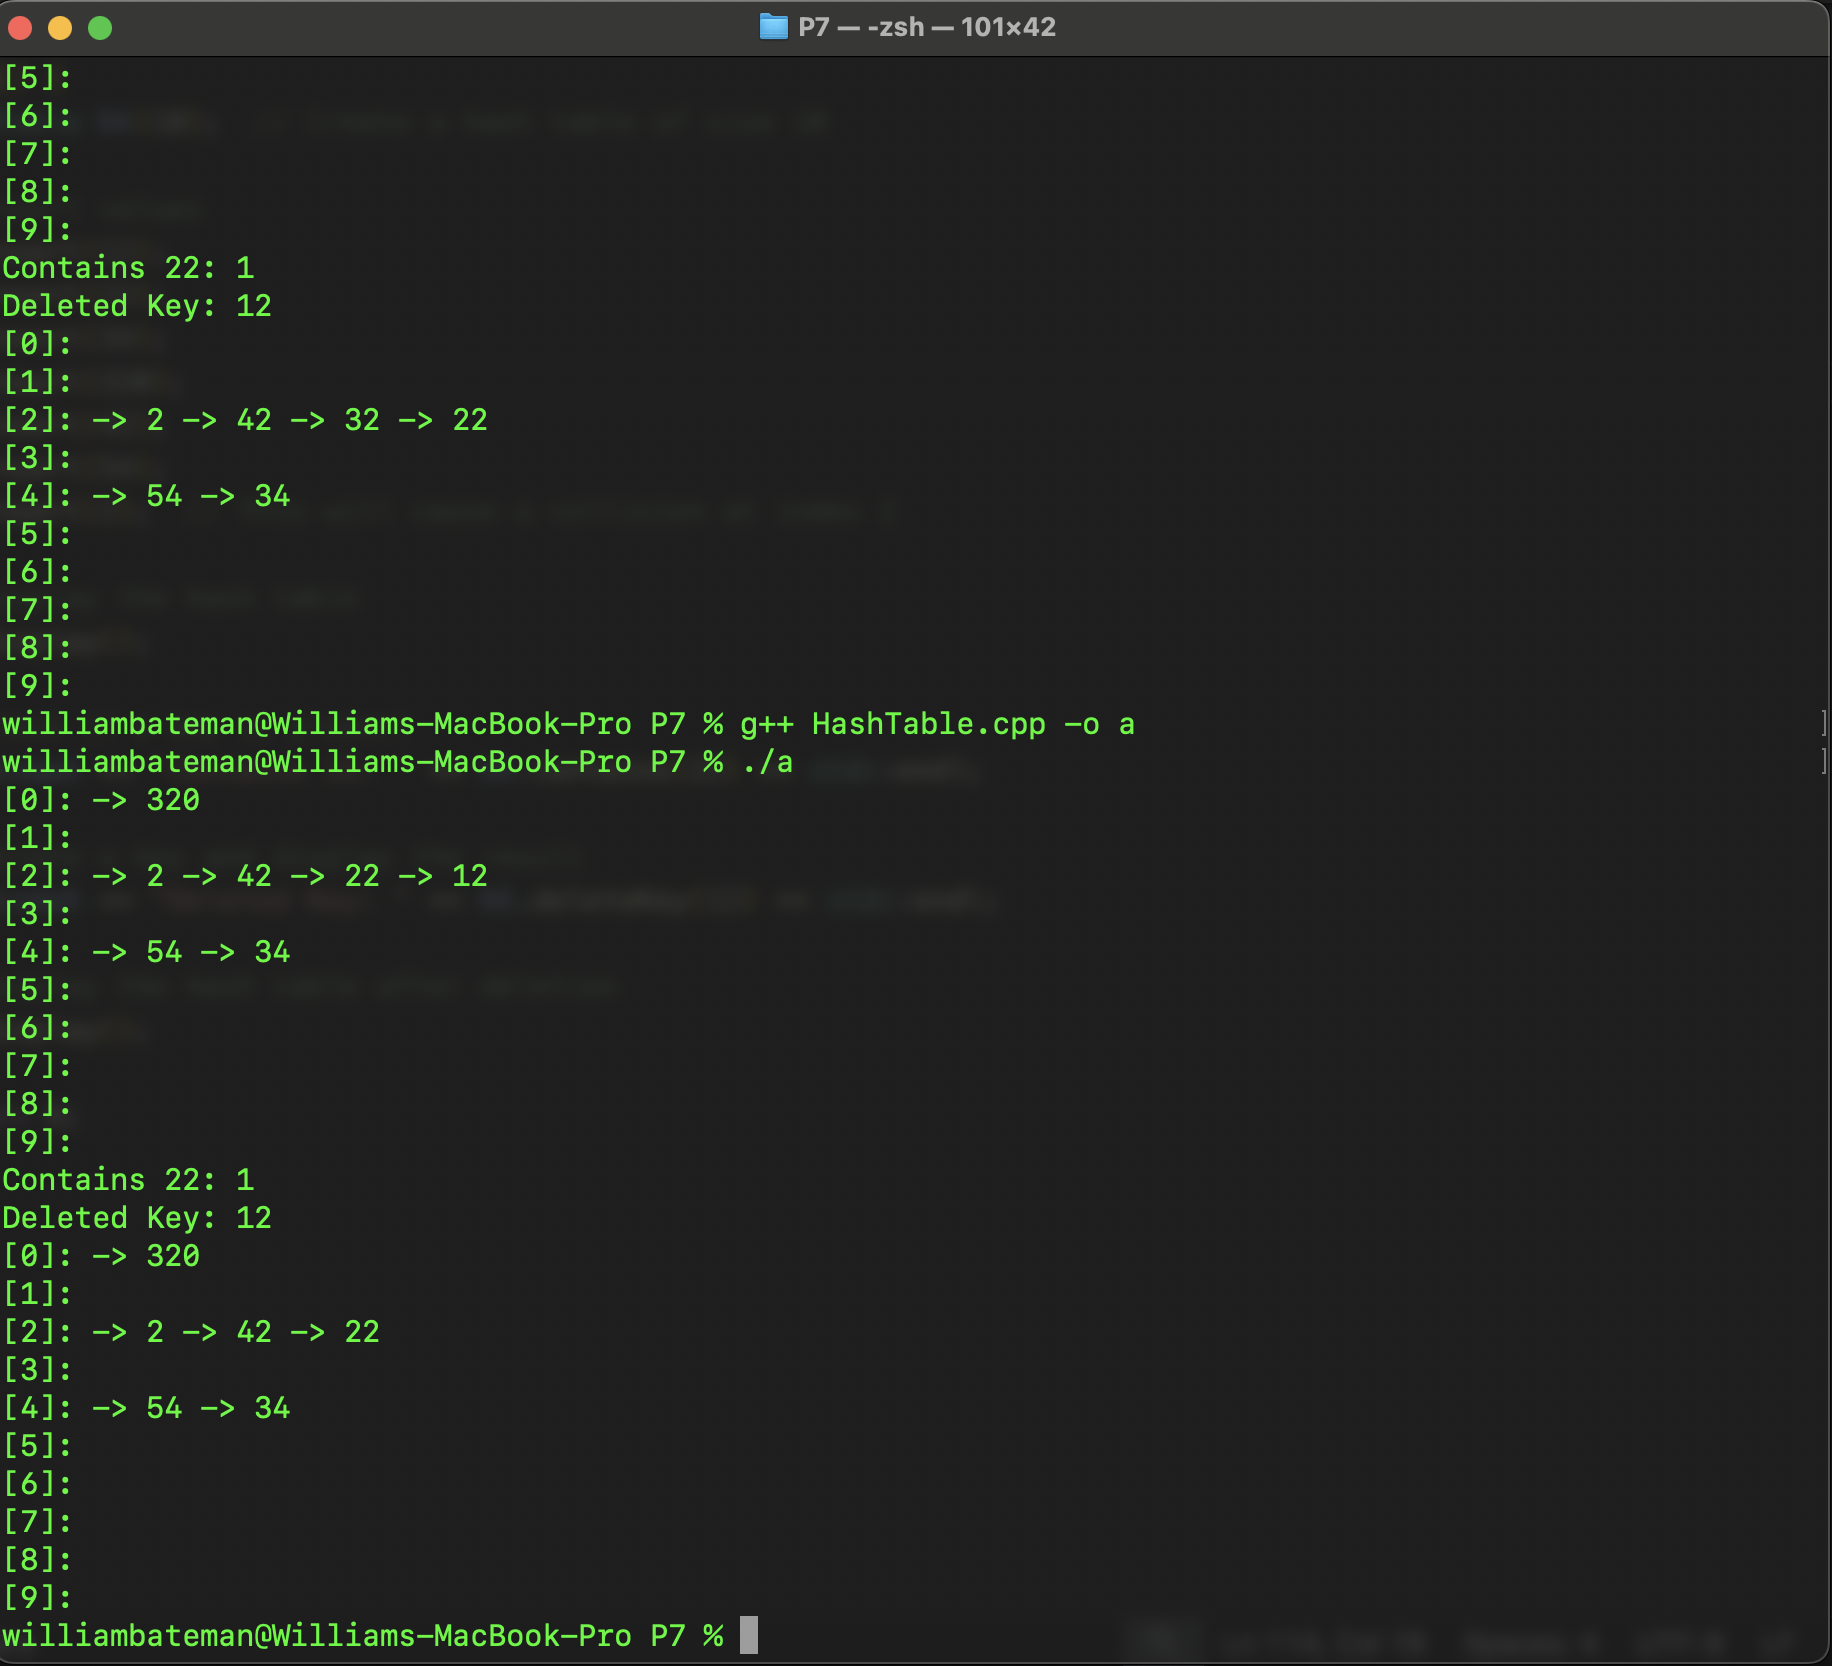 P7 — -zsh — 101×42
[5]:
[6]:
[7]:
[8]:
[9]:
Contains 22: 1
Deleted Key: 12
[0]:
[1]:
[2]: -> 2 -> 42 -> 32 -> 22
[3]:
[4]: -> 54 -> 34
[5]:
[6]:
[7]:
[8]:
[9]:
williambateman@Williams-MacBook-Pro P7 % g++ HashTable.cpp -o a
williambateman@Williams-MacBook-Pro P7 % ./a
[0]: -> 320
[1]:
[2]: -> 2 -> 42 -> 22 -> 12
[3]:
[4]: -> 54 -> 34
[5]:
[6]:
[7]:
[8]:
[9]:
Contains 22: 1
Deleted Key: 12
[0]: -> 320
[1]:
[2]: -> 2 -> 42 -> 22
[3]:
[4]: -> 54 -> 34
[5]:
[6]:
[7]:
[8]:
[9]:
williambateman@Williams-MacBook-Pro P7 %